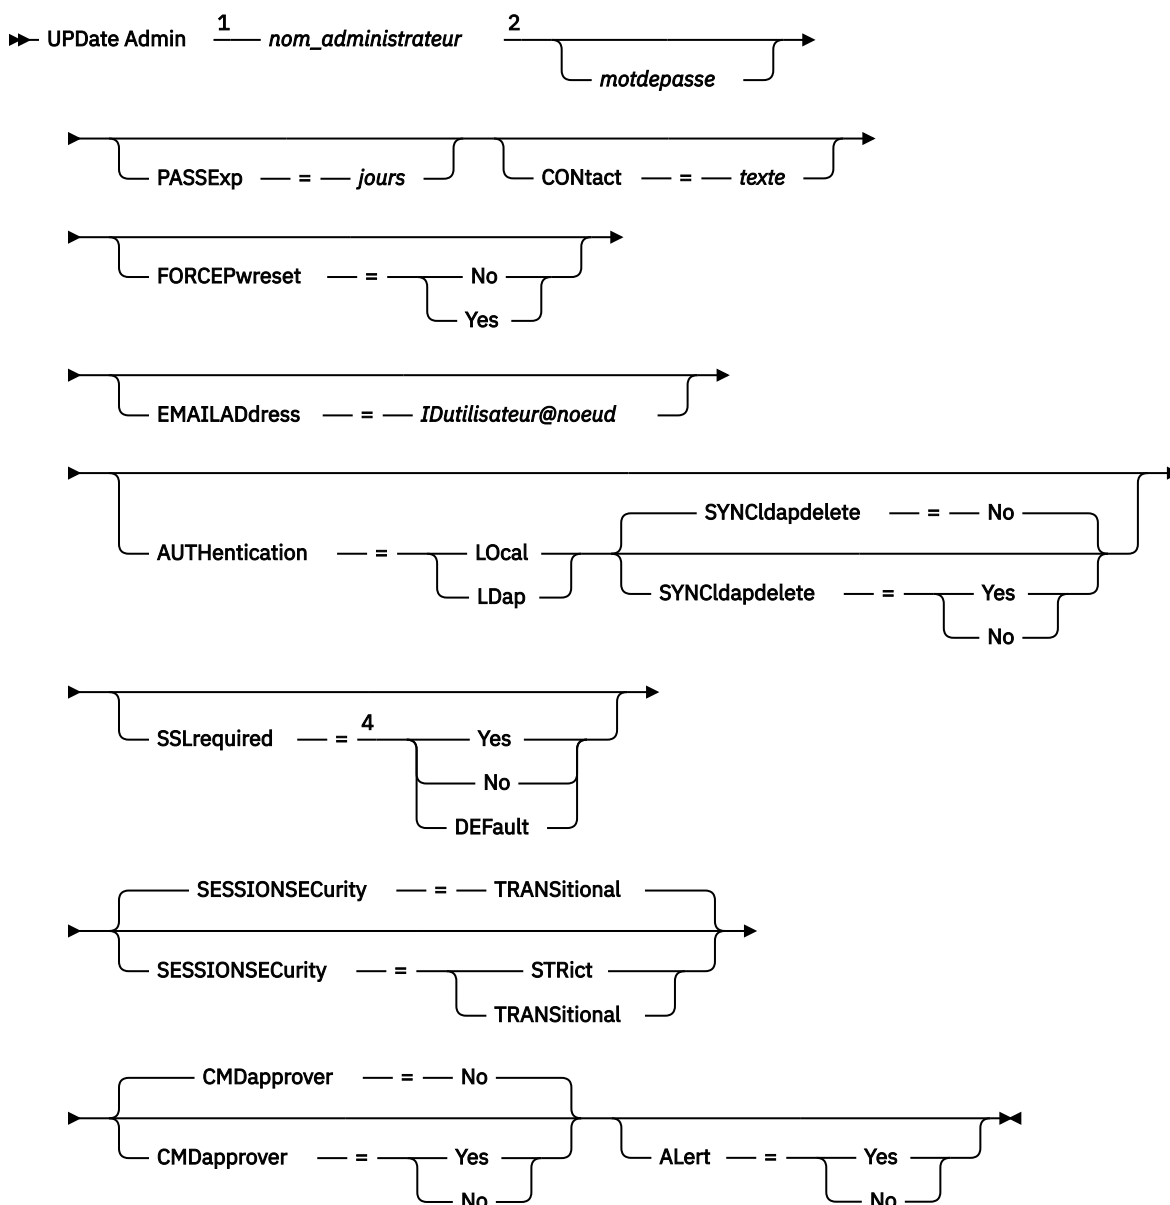 1 2
UPDate Admin nom_administrateur
motdepasse
PASSExp = jours CONtact = texte
FORCEPwreset = No
Yes
EMAILADdress = IDutilisateur@noeud
SYNCldapdelete = No
AUTHentication = LOcal
LDap SYNCldapdelete = Yes
No
4
SSLrequired = Yes
No
DEFault
SESSIONSECurity = TRANSitional
SESSIONSECurity = STRict
TRANSitional
CMDapprover = No
CMDapprover = Yes ALert = Yes
No No